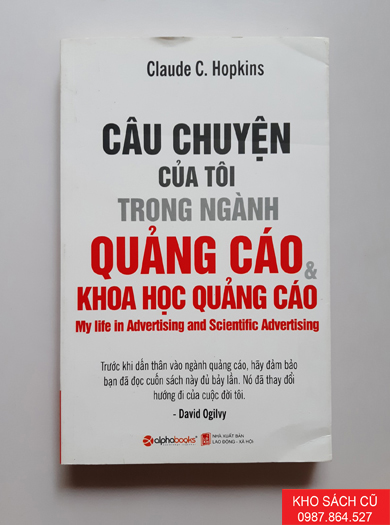 Claude C. Hopkins
CÂU CHUYỆN
CỦA TÔI
TRONG NGÀNH
QUẢNG CÁO
&
KHOA HỌC QUẢNG CÁO
My life in Advertising and Scientific Advertising
Trước khi dấn thân vào ngành quảng cáo, hãy đảm bảo
bạn đã đọc cuốn sách này đủ bảy lần. Nó đã thay đổi
hướng đi của cuộc đời tôi.
- David Ogilvy
alphabooks
NHÀ XUẤT BẢN
LAO ĐỘNG - XÃ HỘI
KHO SÁCH CŨ
0987.864.527